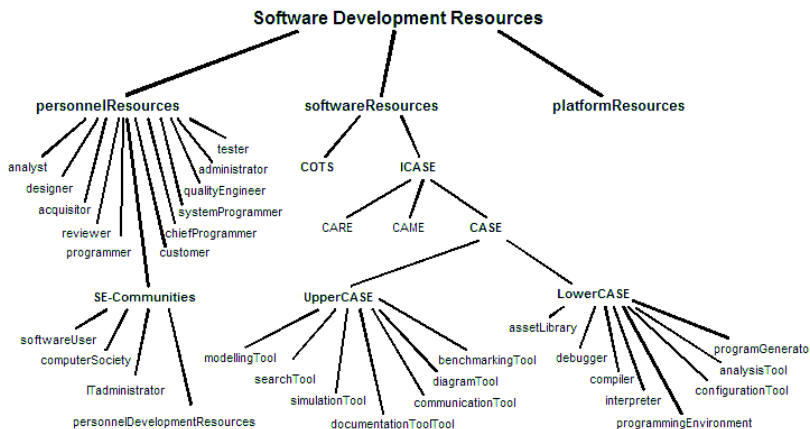 Software Development Resources
personnelResources softwareResources platformResources
tester
analyst COTS ICASE administrator
designer qualityEngineer
acquisitor systemProgrammer
reviewer chiefProgrammer CARE CAME CASE
programmer customer
SE-Communities UpperCASE LowerCASE
softwareUser assetLibrary
computerSociety modellingTool benchmarkingTool debugger programGenerato
searchTool diagramTool compiler analysisTool
ITadministrator simulationTool communicationTool interpreter configurationTool
personnelDevelopmentResources documentationToolTool programmingEnvironment